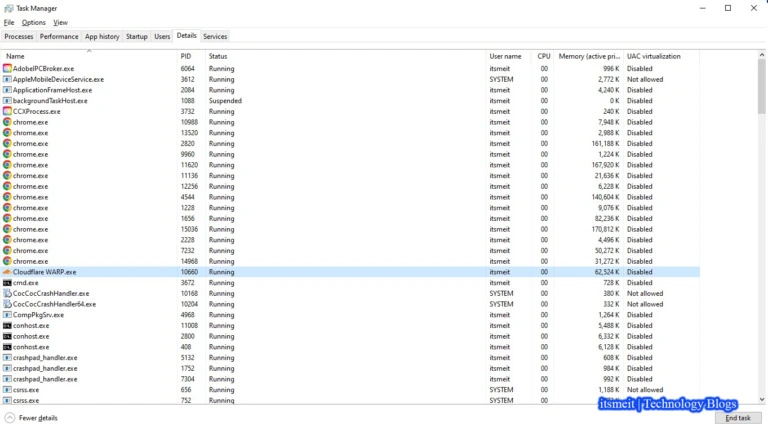 Task Manager
File Options View
Processes Performance App history Startup Users Details Services
Name PID Status User name CPU Memory (active pri... UAC virtualization
AdobeIPCBroker.exe 6064 Running itsmeit 00 996 K Disabled
AppleMobileDeviceService.exe 3612 Running SYSTEM 00 2,772 K Not allowed
ApplicationFrameHost.exe 2084 Running itsmeit 00 4,240 K Disabled
backgroundTaskHost.exe 1088 Suspended itsmeit 00 0 K Disabled
CCXProcess.exe 3732 Running itsmeit 00 240 K Disabled
chrome.exe 10988 Running itsmeit 00 7,948 K Disabled
chrome.exe 13520 Running itsmeit 00 2,988 K Disabled
chrome.exe 2820 Running itsmeit 00 161,188 K Disabled
chrome.exe 9960 Running itsmeit 00 1,224 K Disabled
chrome.exe 11620 Running itsmeit 00 167,920 K Disabled
chrome.exe 11136 Running itsmeit 00 21,636 K Disabled
chrome.exe 12256 Running itsmeit 00 6,228 K Disabled
chrome.exe 4544 Running itsmeit 00 140,604 K Disabled
chrome.exe 1228 Running itsmeit 00 9,076 K Disabled
chrome.exe 1656 Running itsmeit 00 82,236 K Disabled
chrome.exe 15036 Running itsmeit 00 170,812 K Disabled
chrome.exe 2228 Running itsmeit 00 4,496 K Disabled
chrome.exe 7232 Running itsmeit 00 50,272 K Disabled
chrome.exe 14968 Running itsmeit 00 31,272 K Disabled
Cloudflare WARP.exe 10660 Running itsmeit 00 62,524 K Disabled
cmd.exe 3672 Running itsmeit 00 728 K Disabled
CocCocCrashHandler.exe 10168 Running SYSTEM 00 380 K Not allowed
CocCocCrashHandler64.exe 10204 Running SYSTEM 00 332 K Not allowed
CompPkgSrv.exe 4968 Running itsmeit 00 1,264 K Disabled
conhost.exe 11008 Running itsmeit 00 5,488 K Disabled
conhost.exe 2800 Running itsmeit 00 6,332 K Disabled
conhost.exe 408 Running itsmeit 00 6,128 K Disabled
crashpad_handler.exe 5132 Running itsmeit 00 608 K Disabled
crashpad_handler.exe 1752 Running itsmeit 00 984 K Disabled
crashpad_handler.exe 7304 Running itsmeit 00 992 K Disabled
csrss.exe 656 Running SYSTEM 00 1,188 K Not allowed
csrss.exe 752 Running SYSTEM 00
itsmeit | Technology Blogs
Fewer details End task